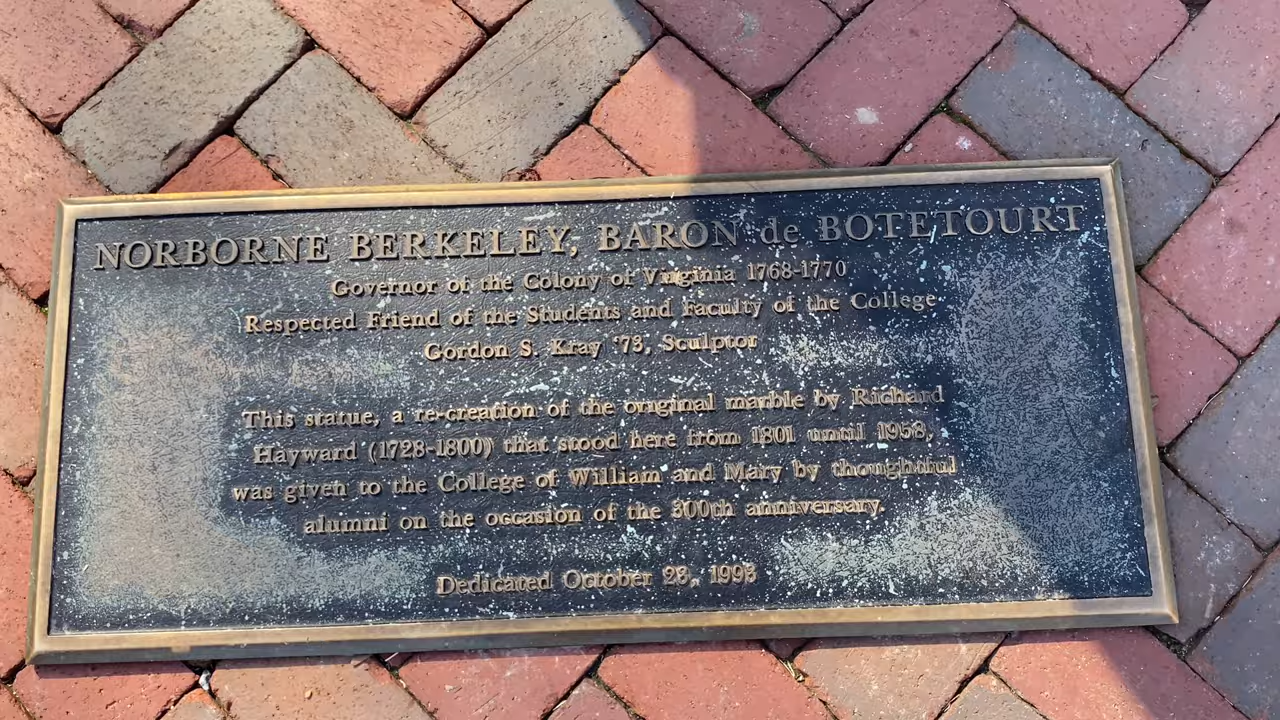 NORBORNE BERKELEY, BARON de BOTETOURT
Governor of the Colony of Virginia 1768-1770
Respected Friend of the Students and Faculty of the College
Gordon S. Kray '73, Sculptor
This statue, a re-creation of the original marble by Richard
Hayward (1728-1800) that stood here from 1801 until 1958,
was given to the College of William and Mary by thoughtful
alumni on the occasion of the 300th anniversary.
Dedicated October 1993